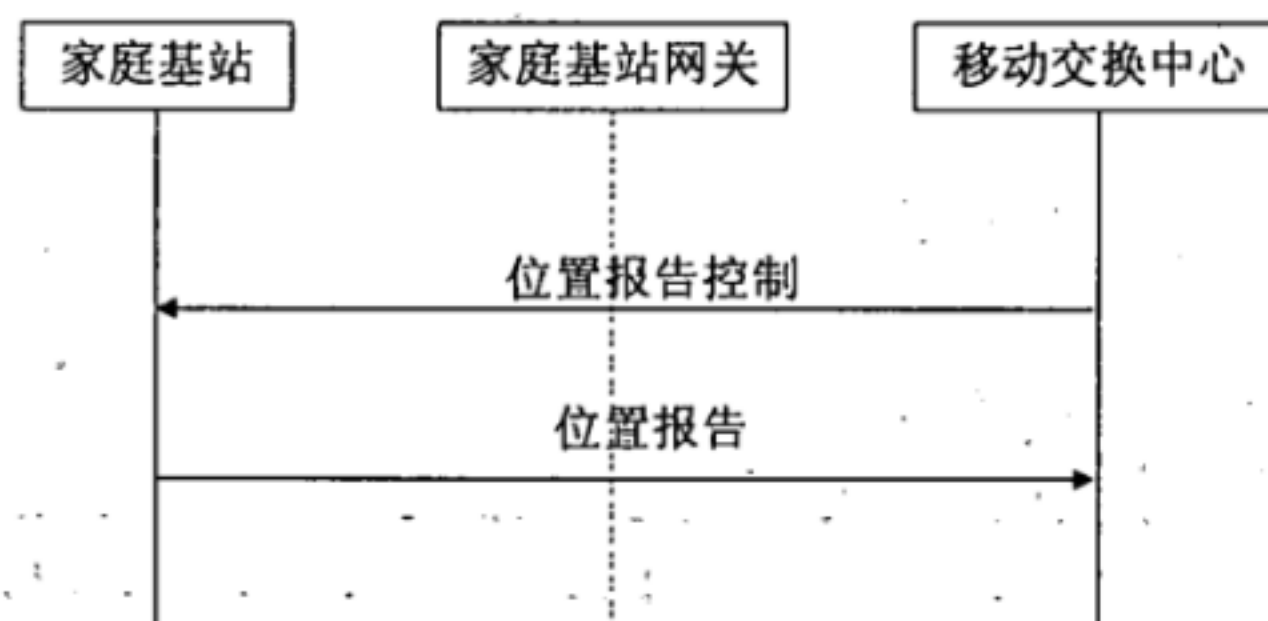 家庭基站
家庭基站网关
移动交换中心
位置报告控制
位置报告